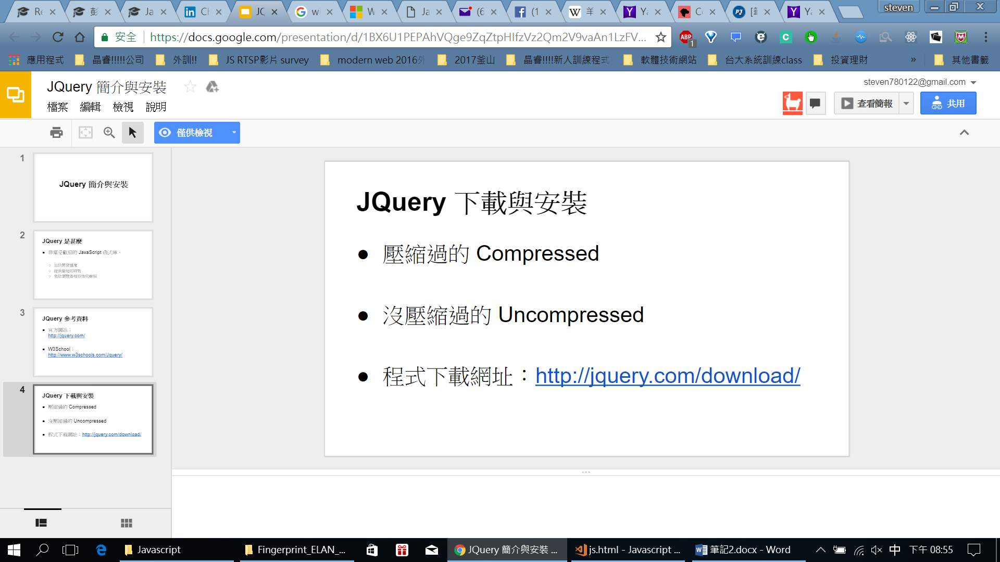 Re
彭
Ja
Cl
JC
wi
W
Ja
(6
(1
羊
Ya
Co
[筆
Ya
steven
安全
https://docs.google.com/presentation/d/1BX6U1PEPAhVQge9ZqZtpHIfzVz2Qm2V9vaAn1LzFV...
ABP
1
應用程式
晶睿!!!!!公司
外訓!!
JS RTSP影片 survey
modern web 2016外
2017釜山
晶睿!!!!新人訓練程式
軟體技術網站
台大系統訓練class
投資理財
»
其他書籤
JQuery 簡介與安裝
steven780122@gmail.com
檔案 編輯 檢視 說明
查看簡報
共用
僅供檢視
1
JQuery 簡介與安裝
2
JQuery 是甚麼
非常受歡迎的 JavaScript 函式庫。
加快開發速度
提供簡便的特效
免除瀏覽器相容性的麻煩
3
JQuery 參考資料
官方網站：
http://jquery.com/
W3School：
http://www.w3schools.com/Jquery/
4
JQuery 下載與安裝
壓縮過的 Compressed
沒壓縮過的 Uncompressed
程式下載網址：http://jquery.com/download/
JQuery 下載與安裝
● 壓縮過的 Compressed
● 沒壓縮過的 Uncompressed
● 程式下載網址：http://jquery.com/download/
Javascript
Fingerprint_ELAN_...
JQuery 簡介與安裝 ...
js.html - Javascript ...
筆記2.docx - Word
中
下午 08:55